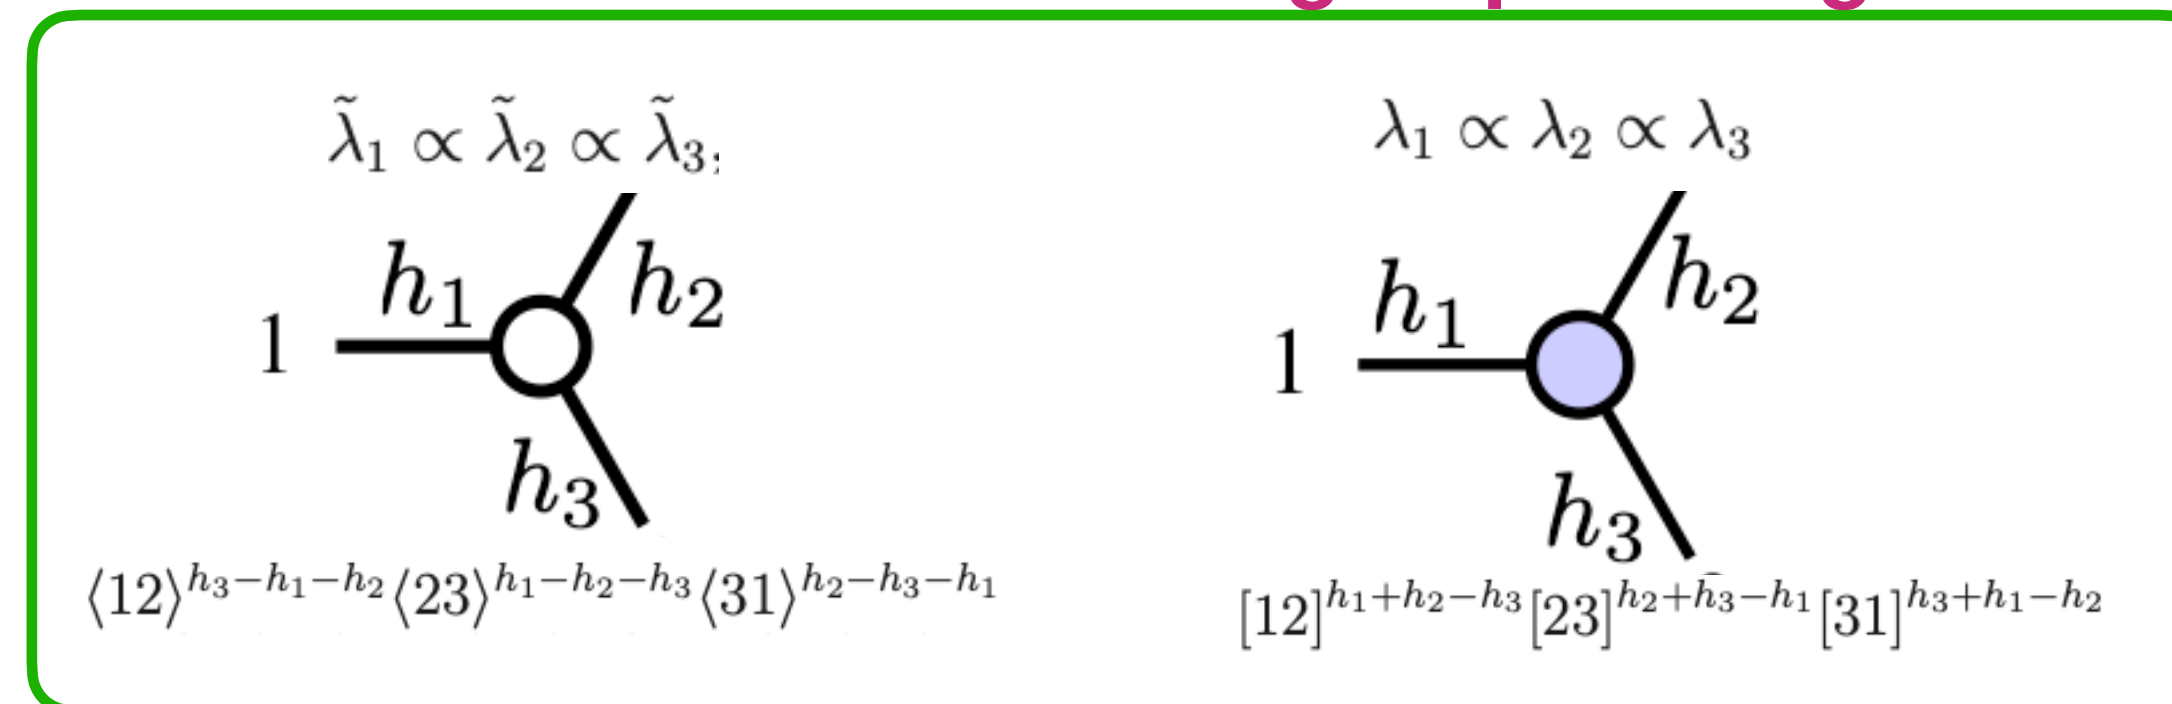 λ̃₁ ∝ λ̃₂ ∝ λ̃₃,
h₁
h₂
1
h₃
⟨12⟩^{h₃−h₁−h₂}⟨23⟩^{h₁−h₂−h₃}⟨31⟩^{h₂−h₃−h₁}
λ₁ ∝ λ₂ ∝ λ₃
h₁
h₂
1
h₃
[12]^{h₁+h₂−h₃}[23]^{h₂+h₃−h₁}[31]^{h₃+h₁−h₂}